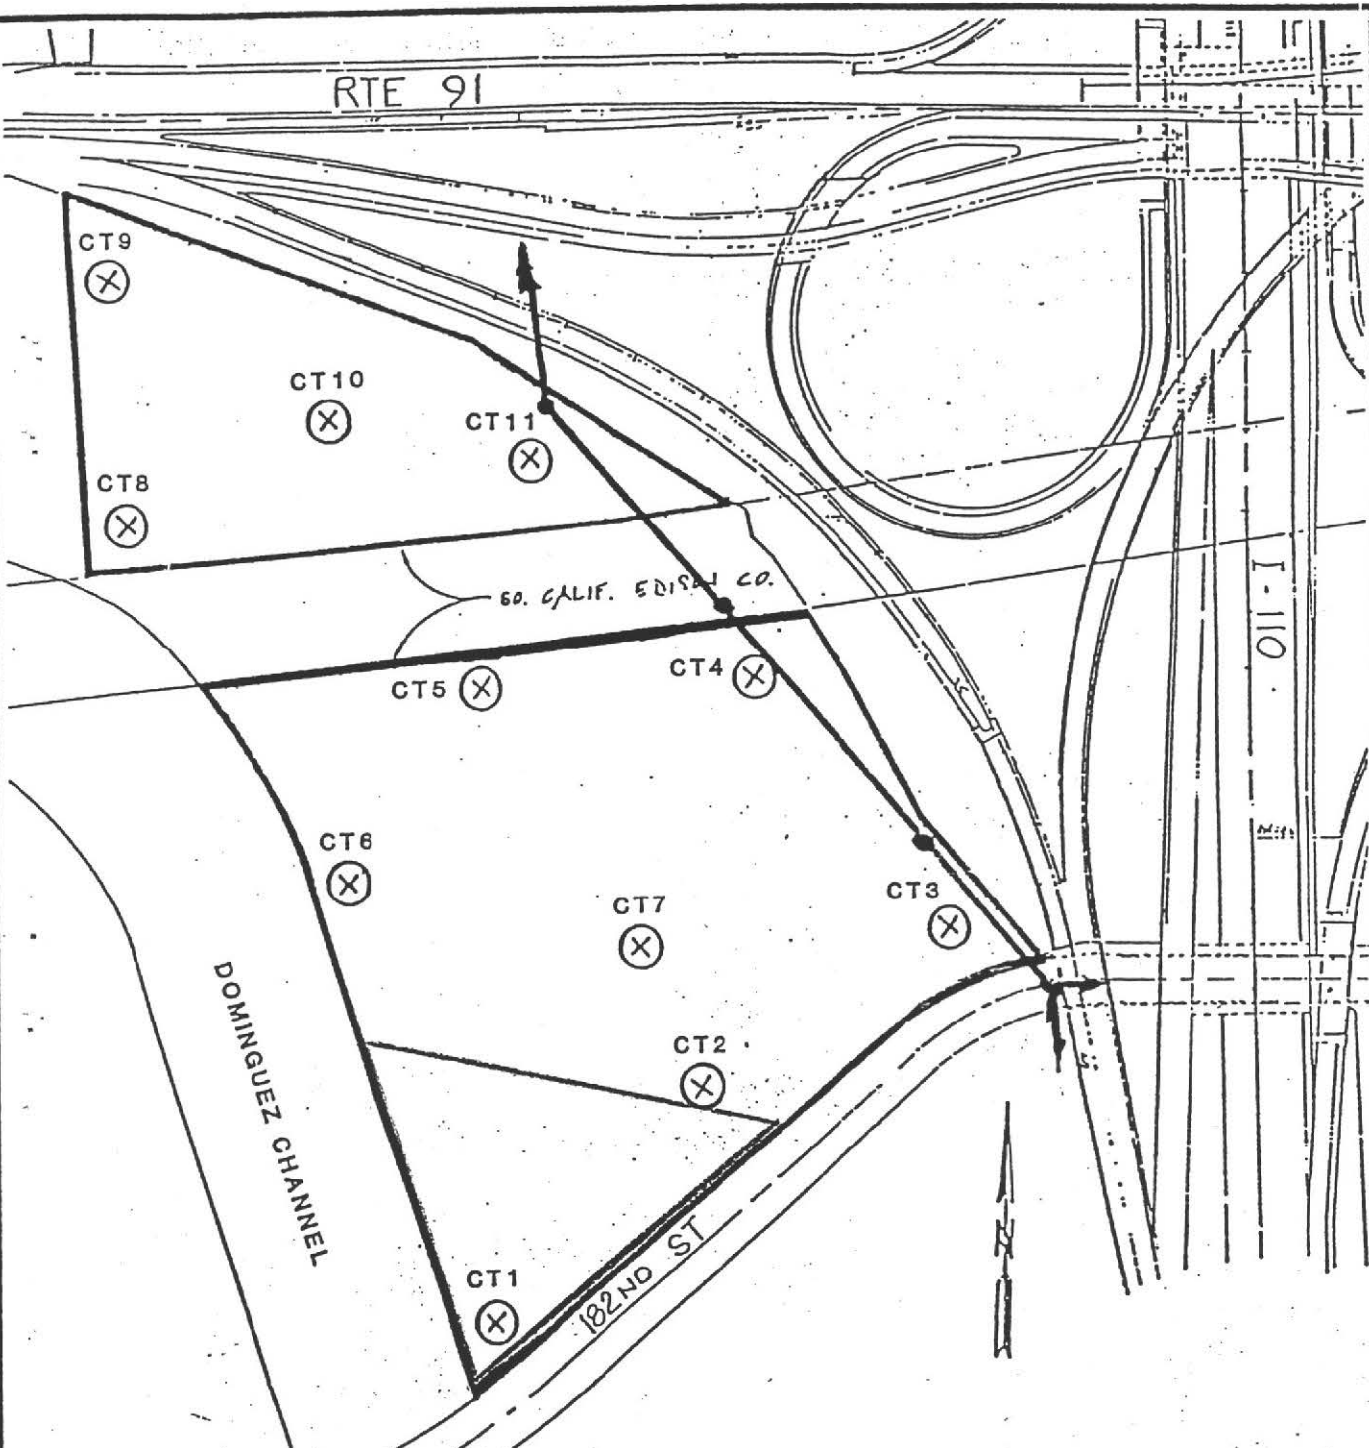 RTE 91
CT9
CT10
CT11
CT8
SO. CALIF. EDISON CO.
CT5
CT4
I-110
CT6
CT7
CT3
DOMINGUEZ CHANNEL
CT2
CT1
182ND ST
N